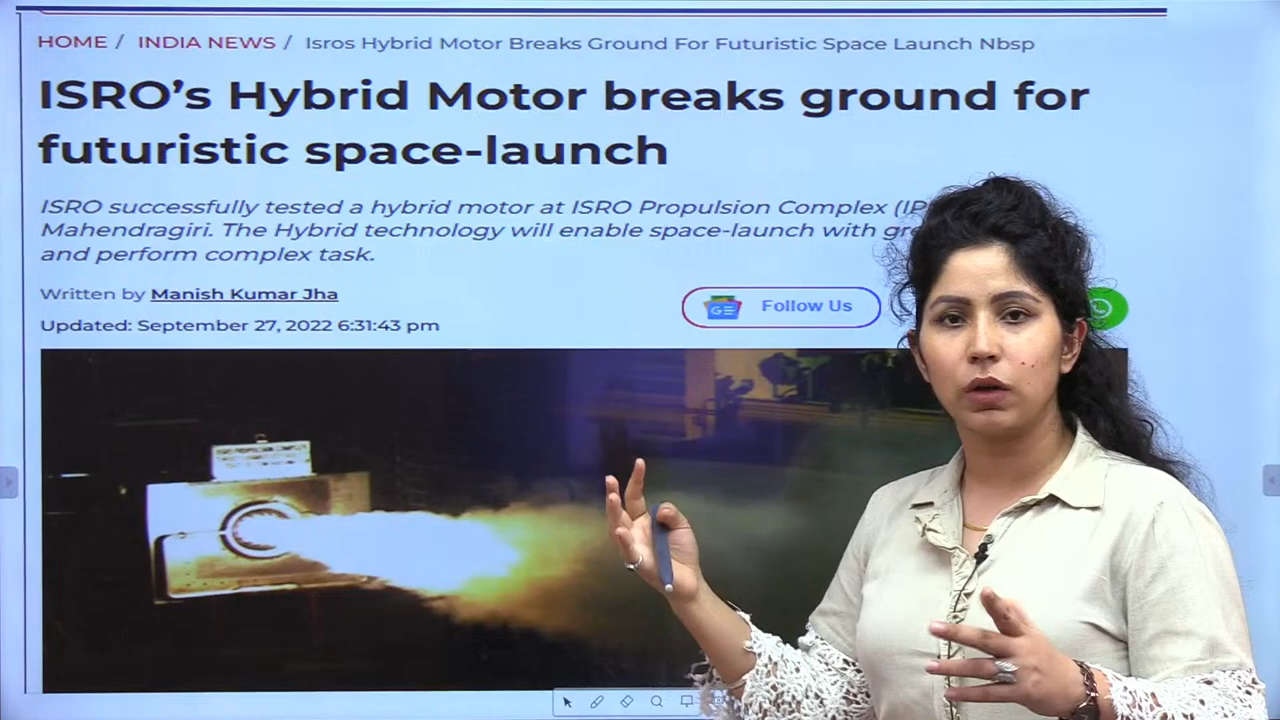 HOME / INDIA NEWS / Isros Hybrid Motor Breaks Ground For Futuristic Space Launch Nbsp
ISRO's Hybrid Motor breaks ground for
futuristic space-launch
ISRO successfully tested a hybrid motor at ISRO Propulsion Complex
Mahendragiri. The Hybrid technology will enable space-launch with
and perform complex task.
Written by Manish Kumar Jha
Follow Us
Updated: September 27, 2022 6:31:43 pm